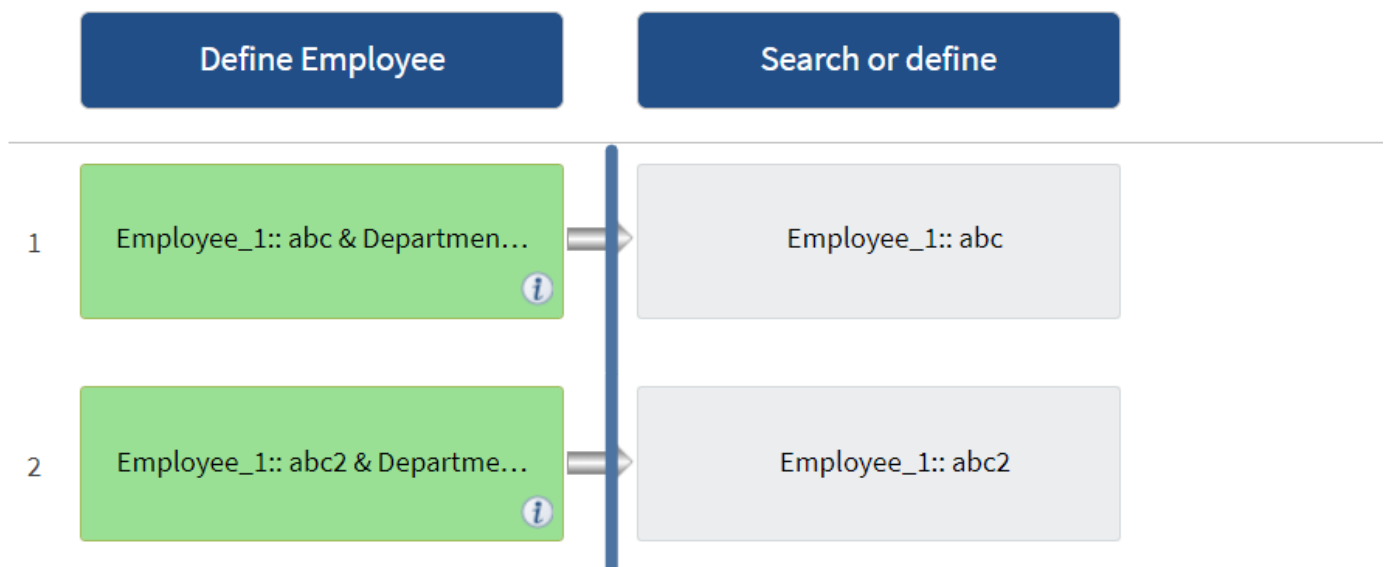 Define Employee
Search or define
1
Employee_1:: abc & Departmen...
Employee_1:: abc
2
Employee_1:: abc2 & Departme...
Employee_1:: abc2